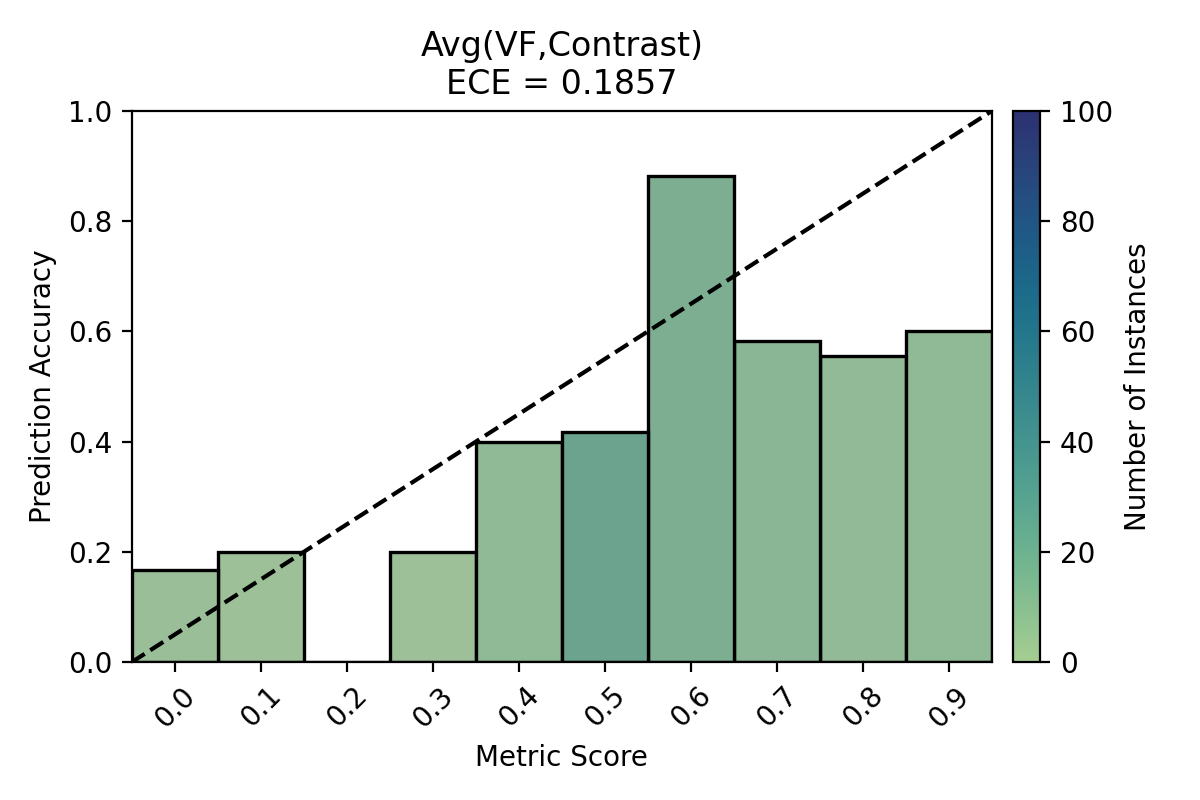 Avg(VF,Contrast)
ECE = 0.1857
Prediction Accuracy
1.0
0.8
0.6
0.4
0.2
0.0
0.0 0.1 0.2 0.3 0.4 0.5 0.6 0.7 0.8 0.9
Metric Score
100
80
60
40
20
0
Number of Instances